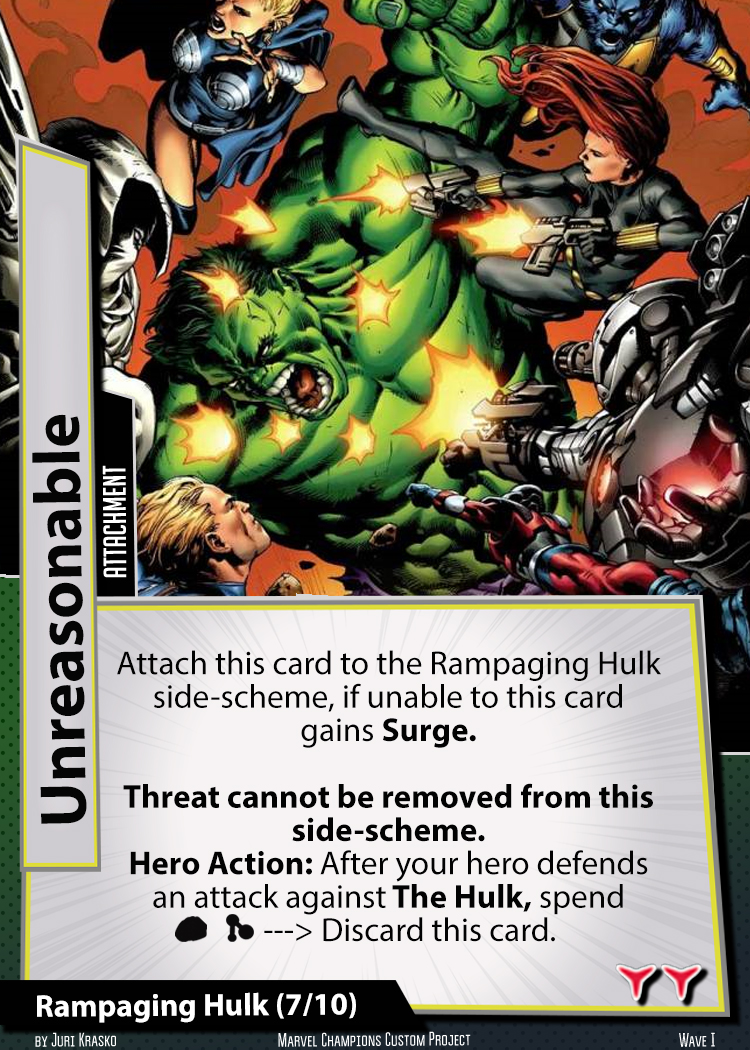 Unreasonable
ATTACHMENT
Attach this card to the Rampaging Hulk
side-scheme, if unable to this card
gains Surge.
Threat cannot be removed from this
side-scheme.
Hero Action: After your hero defends
an attack against The Hulk, spend
---> Discard this card.
Rampaging Hulk (7/10)
by Juri Krasko
Marvel Champions Custom Project
Wave I